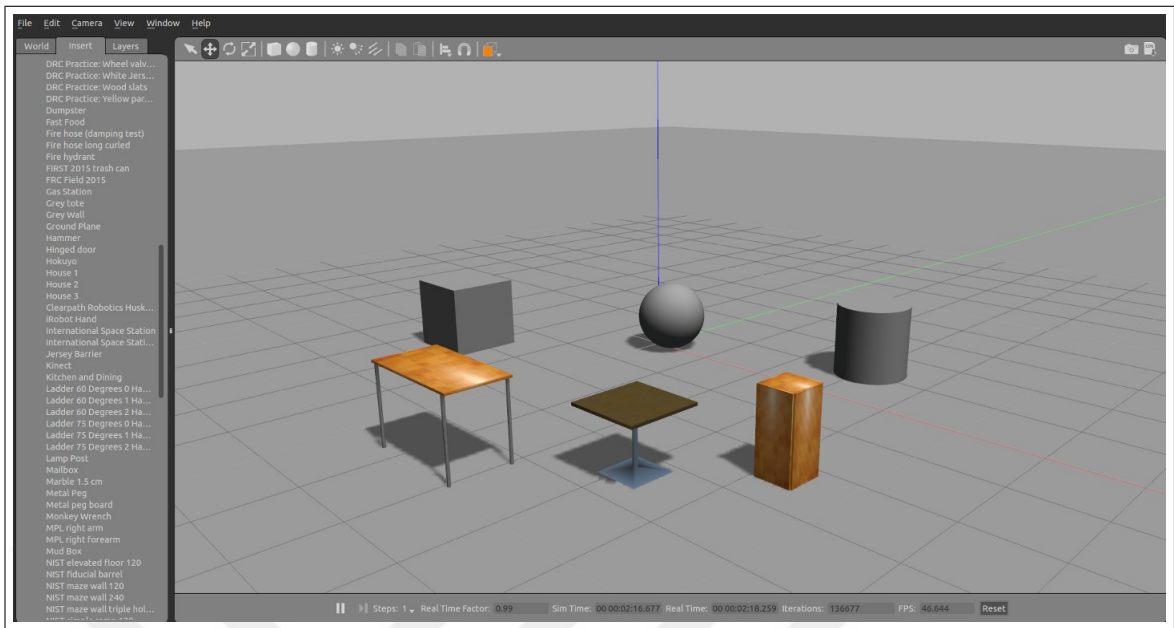 File Edit Camera View Window Help
World Insert Layers
DRC Practice: Wheel valv...
DRC Practice: White Jers...
DRC Practice: Wood slats
DRC Practice: Yellow par...
Dumpster
Fast Food
Fire hose (damping test)
Fire hose long curled
Fire hydrant
FIRST 2015 trash can
FRC Field 2015
Gas Station
Grey tote
Grey Wall
Ground Plane
Hammer
Hinged door
Hokuyo
House 1
House 2
House 3
Clearpath Robotics Husk...
iRobot Hand
International Space Station
International Space Stati...
Jersey Barrier
Kinect
Kitchen and Dining
Ladder 60 Degrees 0 Ha...
Ladder 60 Degrees 1 Ha...
Ladder 60 Degrees 2 Ha...
Ladder 75 Degrees 0 Ha...
Ladder 75 Degrees 1 Ha...
Ladder 75 Degrees 2 Ha...
Lamp Post
Mailbox
Marble 1.5 cm
Metal Peg
Metal peg board
Monkey Wrench
MPL right arm
MPL right forearm
Mud Box
NIST elevated floor 120
NIST fiducial barrel
NIST maze wall 120
NIST maze wall 240
NIST maze wall triple hol...
Steps: 1 Real Time Factor: 0.99 Sim Time: 00 00:02:16.677 Real Time: 00 00:02:18.259 Iterations: 136677 FPS: 46.644 Reset